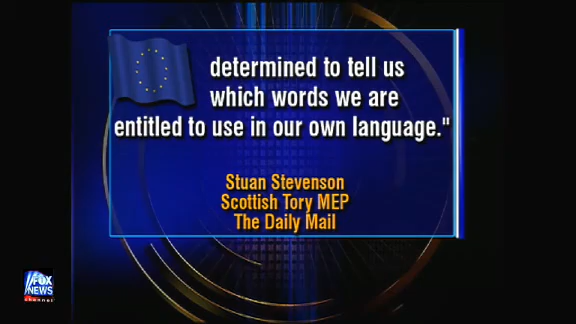 determined to tell us
which words we are
entitled to use in our own language."
Stuan Stevenson
Scottish Tory MEP
The Daily Mail
FOX
NEWS
channel